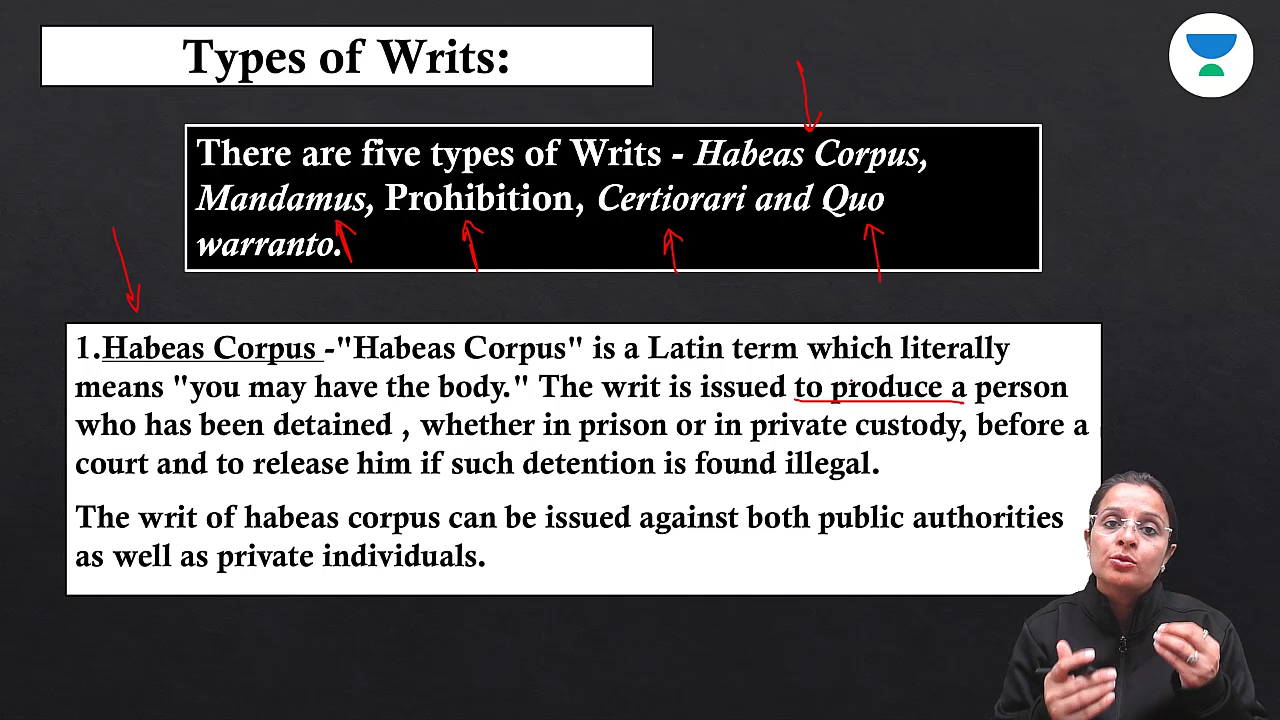 Types of Writs:
There are five types of Writs - Habeas Corpus,
Mandamus, Prohibition, Certiorari and Quo
warranto.
1.Habeas Corpus -"Habeas Corpus" is a Latin term which literally
means "you may have the body." The writ is issued to produce a person
who has been detained , whether in prison or in private custody, before a
court and to release him if such detention is found illegal.
The writ of habeas corpus can be issued against both public authorities
as well as private individuals.